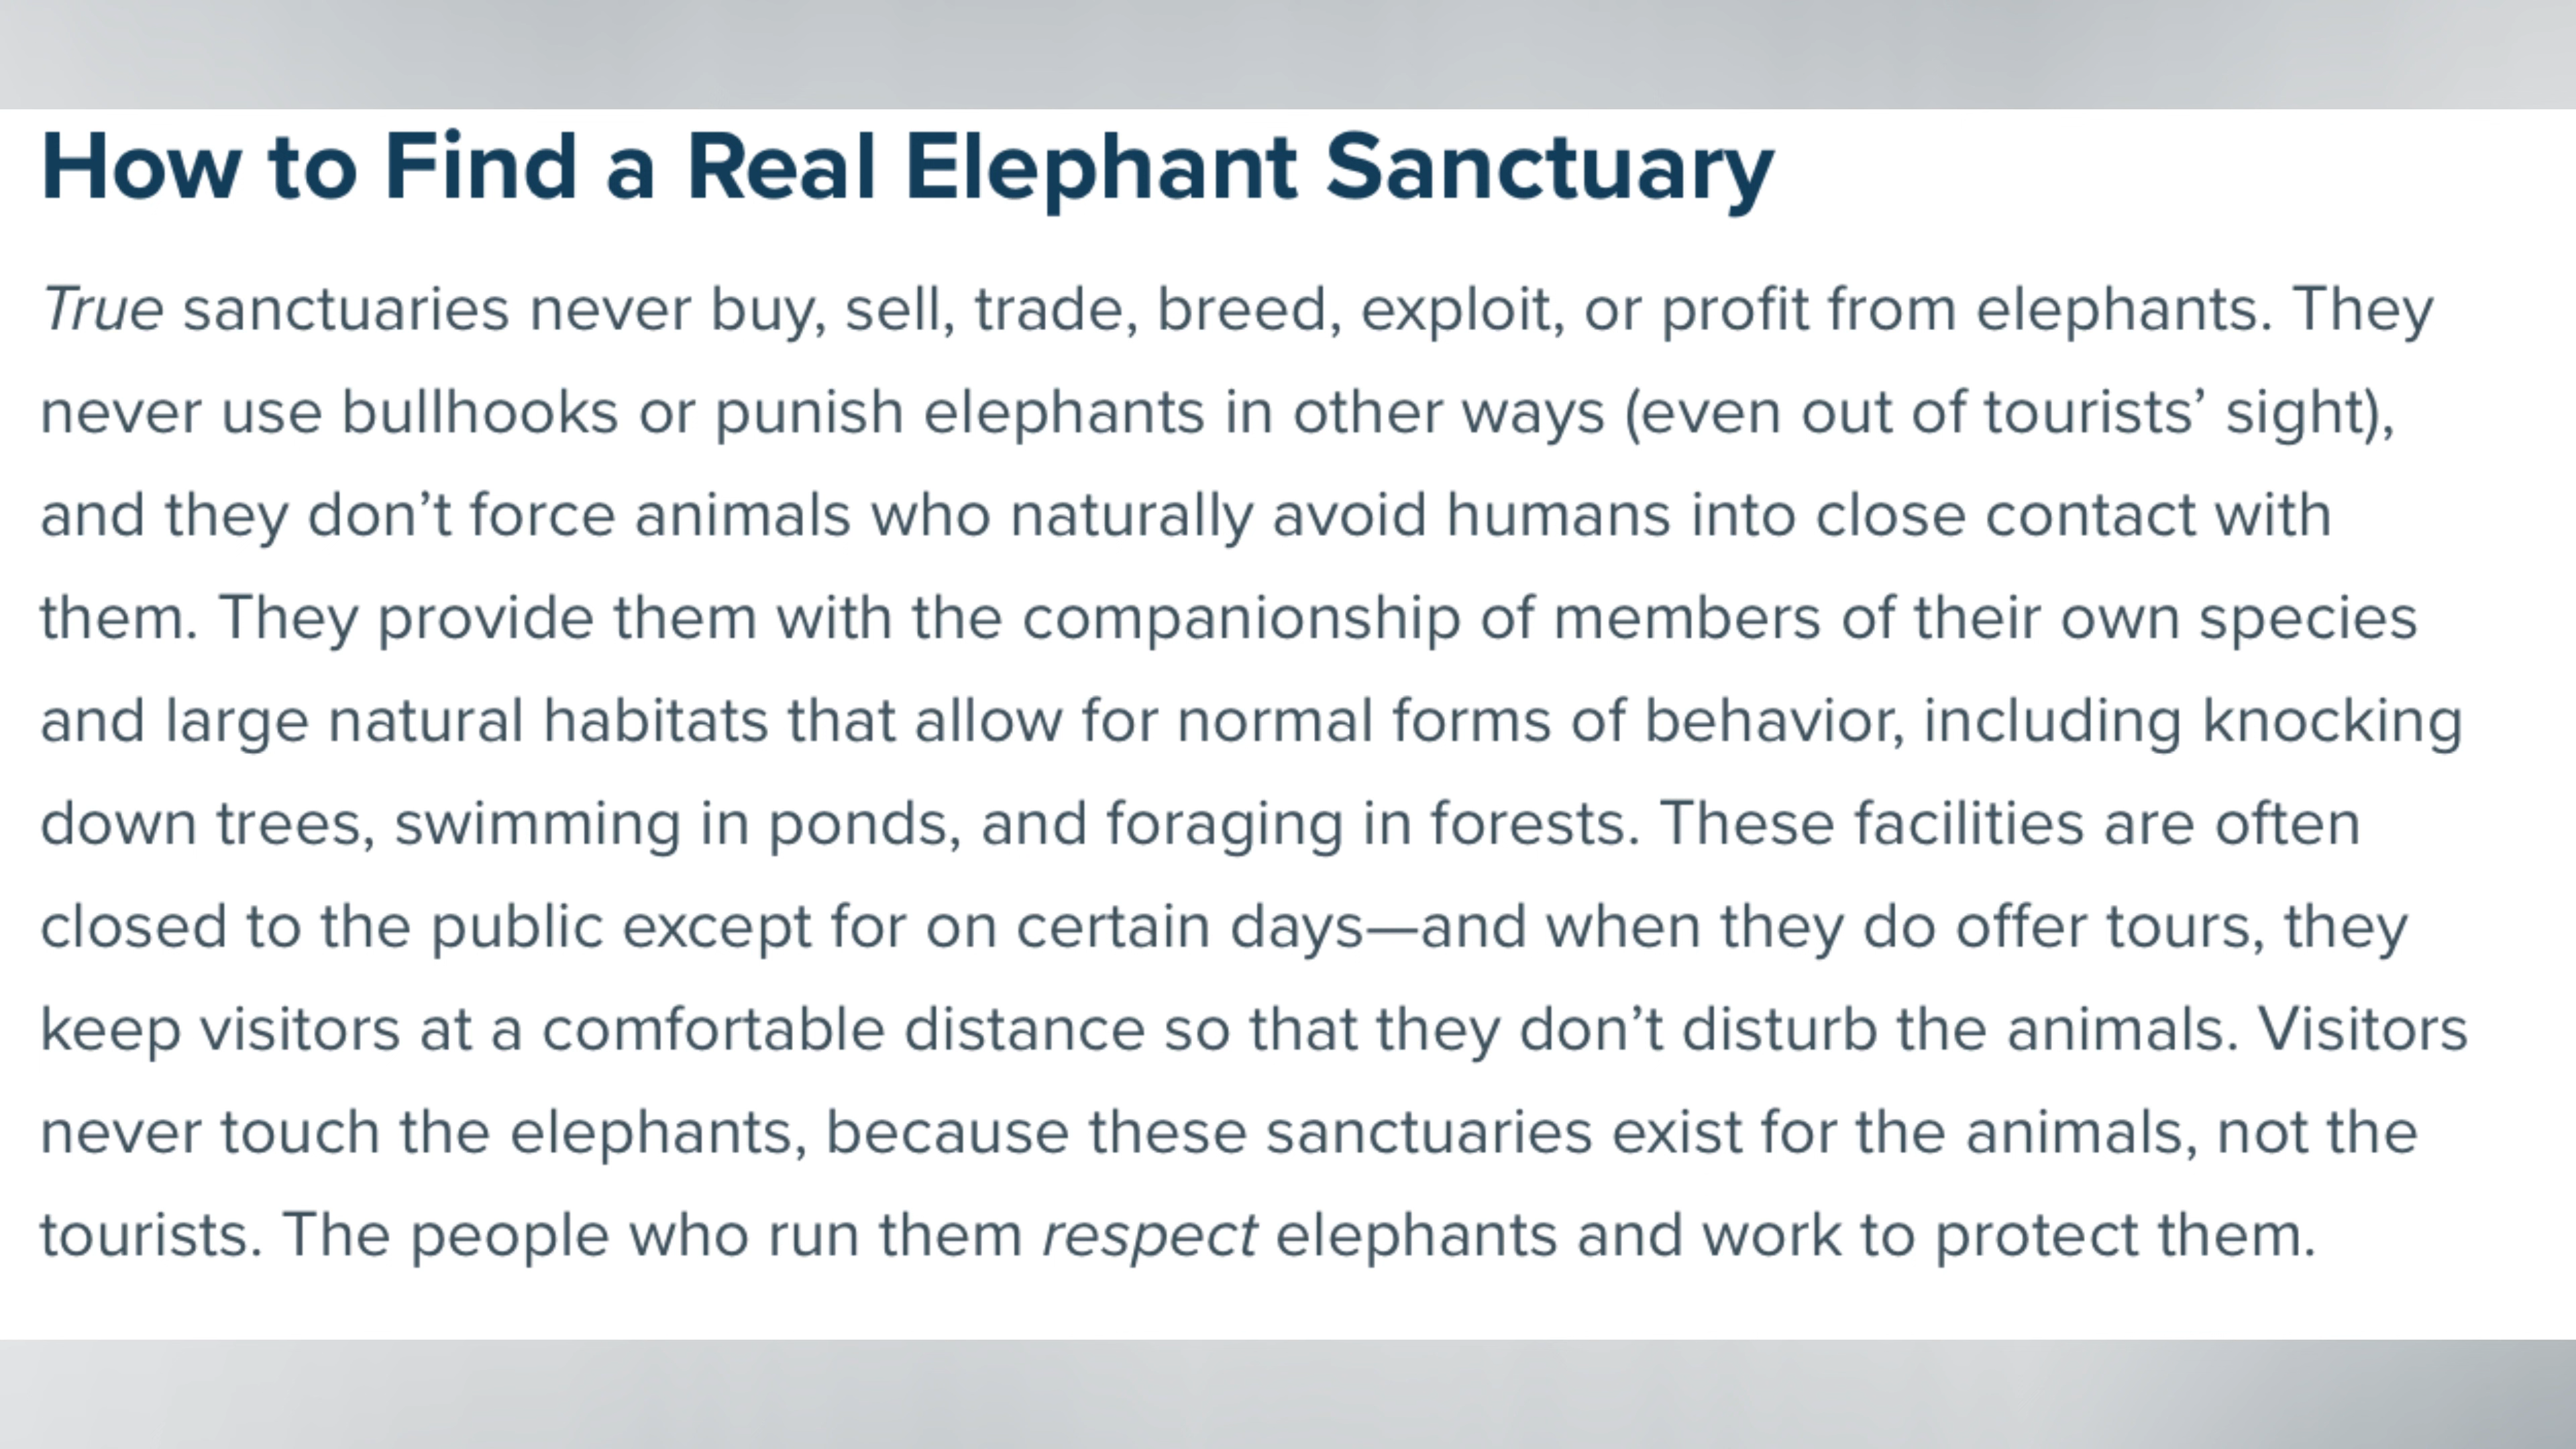 How to Find a Real Elephant Sanctuary
True sanctuaries never buy, sell, trade, breed, exploit, or profit from elephants. They
never use bullhooks or punish elephants in other ways (even out of tourists’ sight),
and they don’t force animals who naturally avoid humans into close contact with
them. They provide them with the companionship of members of their own species
and large natural habitats that allow for normal forms of behavior, including knocking
down trees, swimming in ponds, and foraging in forests. These facilities are often
closed to the public except for on certain days—and when they do offer tours, they
keep visitors at a comfortable distance so that they don’t disturb the animals. Visitors
never touch the elephants, because these sanctuaries exist for the animals, not the
tourists. The people who run them respect elephants and work to protect them.